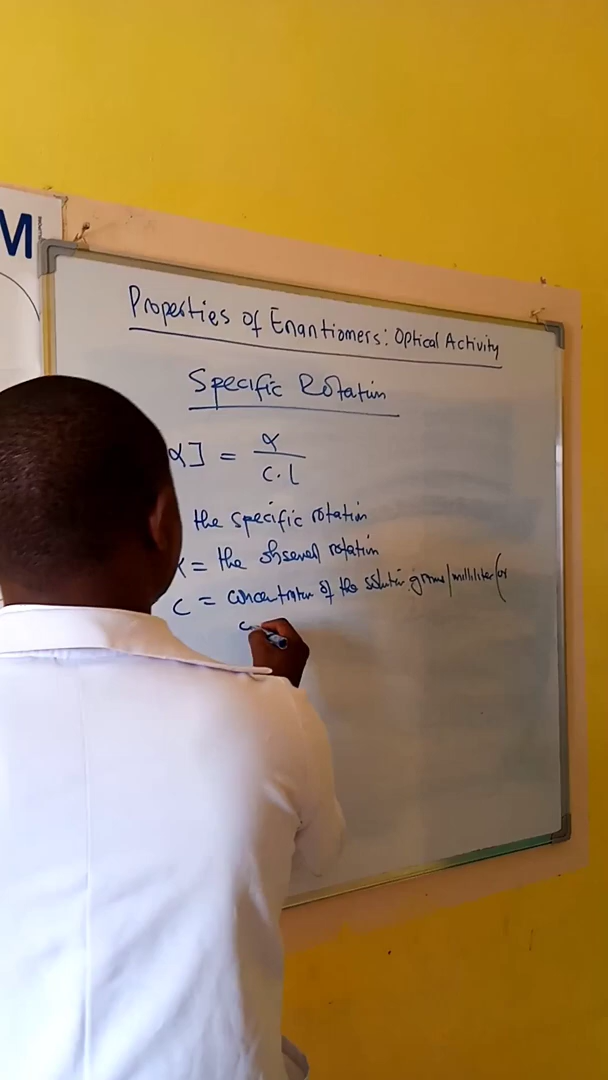 M
Properties of Enantiomers: Optical Activity
Specific Rotation
α] = α / c.l
the specific rotation
α = the observed rotation
c = concentration of the solution grams/milliliter (or